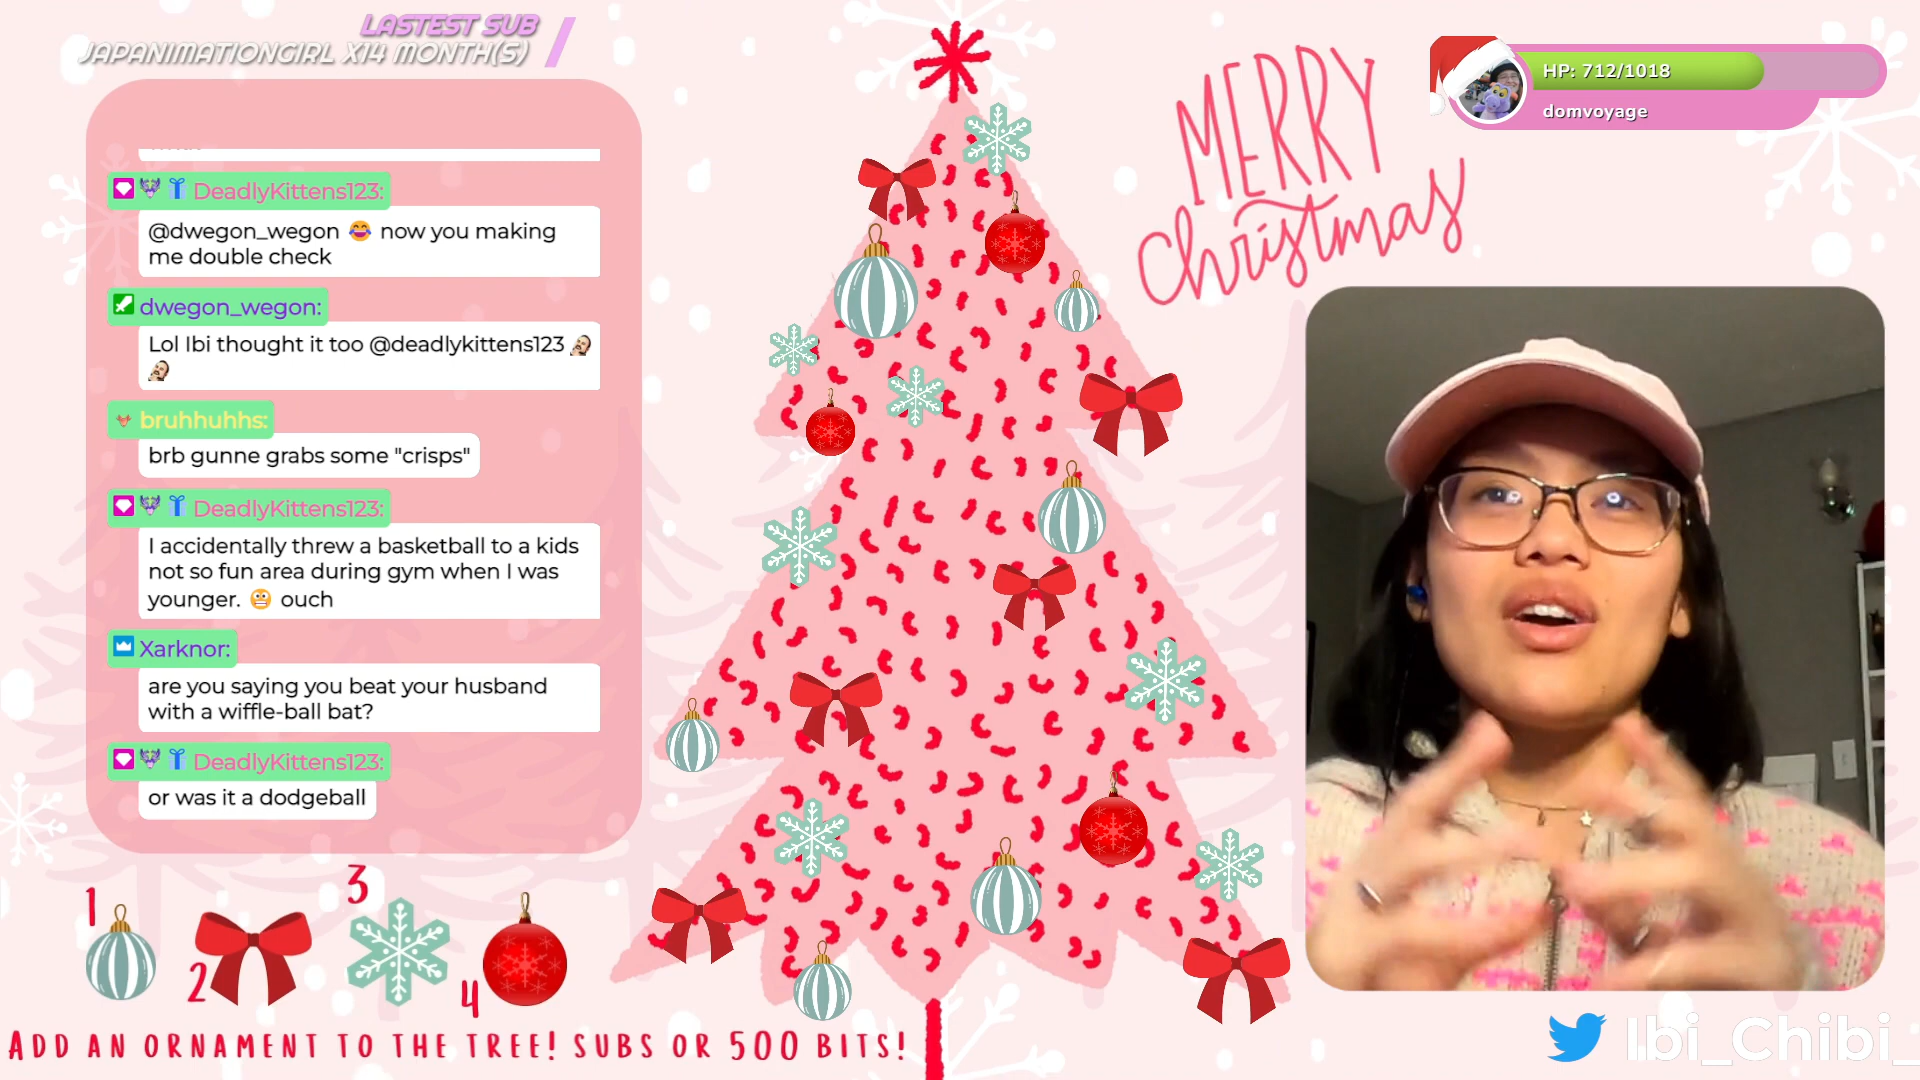 LASTEST SUB
JAPANIMATIONGIRL X14 MONTH(S)
DeadlyKittens123:
@dwegon_wegon 😂 now you making
me double check
dwegon_wegon:
Lol Ibi thought it too @deadlykittens123
bruhhuhhs:
brb gunne grabs some "crisps"
DeadlyKittens123:
I accidentally threw a basketball to a kids
not so fun area during gym when I was
younger. 😬 ouch
Xarknor:
are you saying you beat your husband
with a wiffle-ball bat?
DeadlyKittens123:
or was it a dodgeball
1
2
3
4
ADD AN ORNAMENT TO THE TREE! SUBS OR 500 BITS!
MERRY
Christmas
HP: 712/1018
domvoyage
Ibi_Chibi_